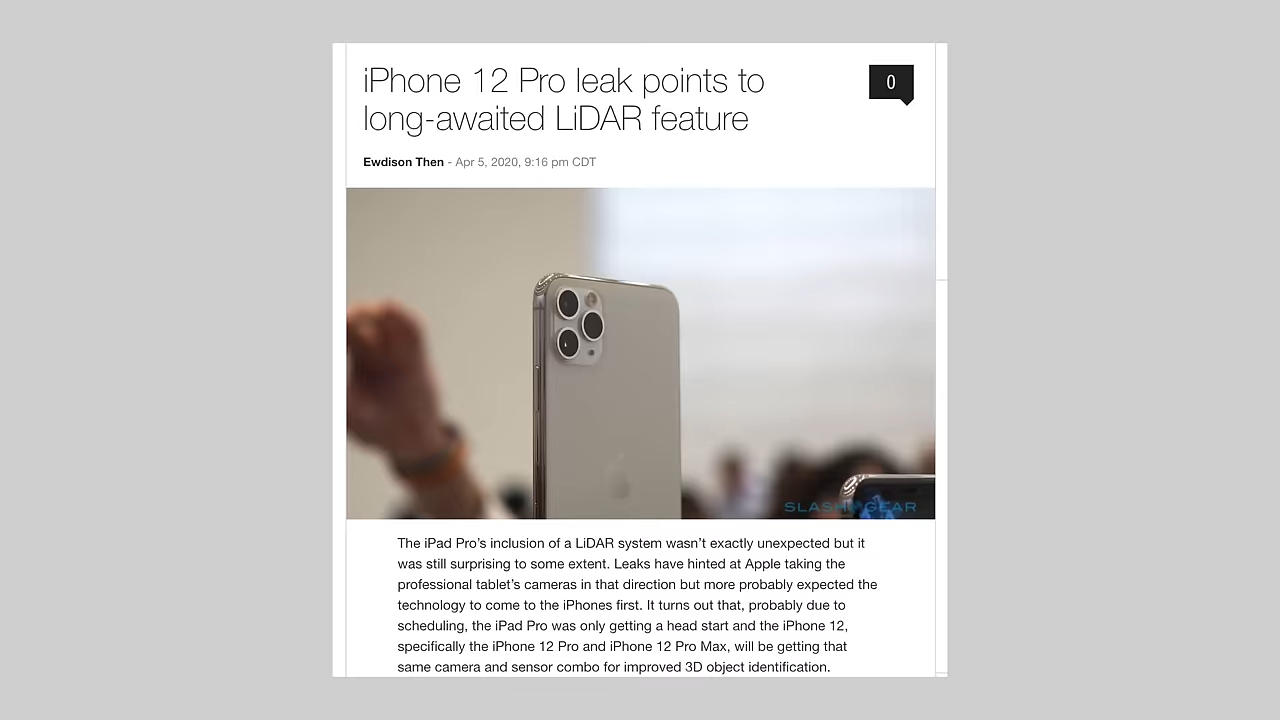 iPhone 12 Pro leak points to
long-awaited LiDAR feature
0
Ewdison Then - Apr 5, 2020, 9:16 pm CDT
SLASHGEAR
The iPad Pro’s inclusion of a LiDAR system wasn’t exactly unexpected but it
was still surprising to some extent. Leaks have hinted at Apple taking the
professional tablet’s cameras in that direction but more probably expected the
technology to come to the iPhones first. It turns out that, probably due to
scheduling, the iPad Pro was only getting a head start and the iPhone 12,
specifically the iPhone 12 Pro and iPhone 12 Pro Max, will be getting that
same camera and sensor combo for improved 3D object identification.